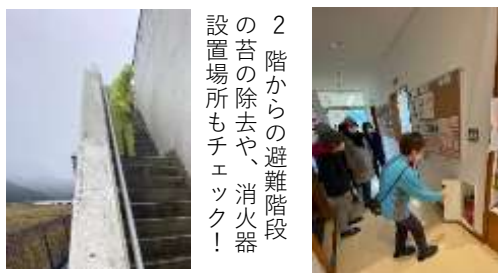 2階からの避難階段
の苔の除去や、消火器
設置場所もチェック！